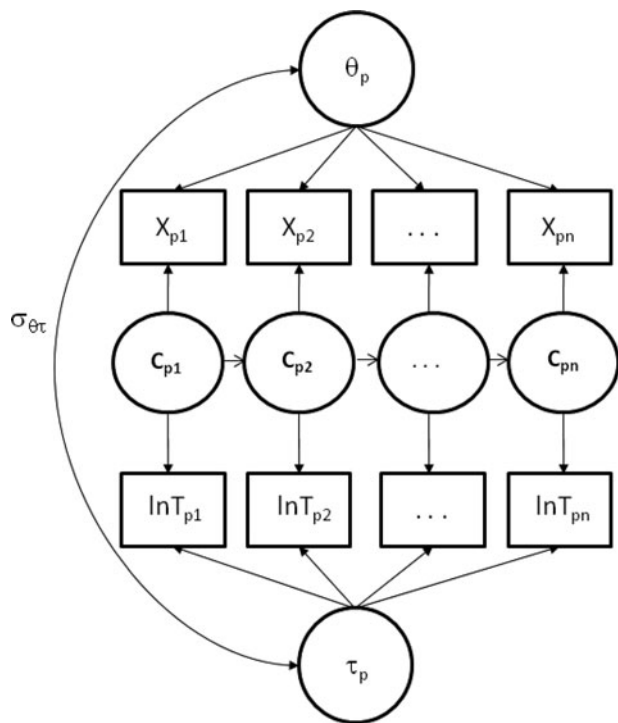 θp
Xp1 Xp2 ... Xpn
σθτ
Cp1 Cp2 ... Cpn
lnTp1 lnTp2 ... lnTpn
τp